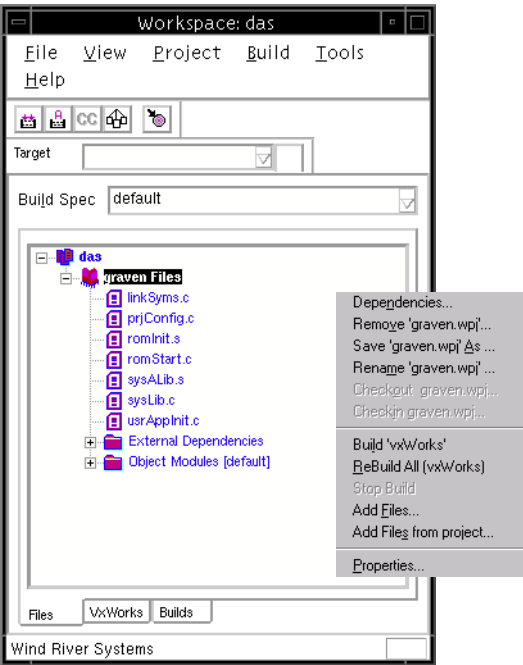 Workspace: das
File View Project Build Tools
Help
CC
Target
Build Spec default
das
graven Files
linkSyms.c
prjConfig.c
romInit.s
romStart.c
sysALib.s
sysLib.c
usrAppInit.c
External Dependencies
Object Modules [default]
Dependencies...
Remove 'graven.wpj'...
Save 'graven.wpj' As ...
Rename 'graven.wpj' ...
Checkout graven.wpj...
Checkin graven.wpj...
Build 'vxWorks'
ReBuild All (vxWorks)
Stop Build
Add Files...
Add Files from project...
Properties...
Files VxWorks Builds
Wind River Systems